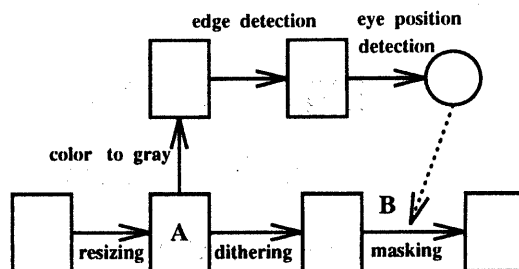 edge detection
eye position
detection
color to gray
A
B
resizing
dithering
masking